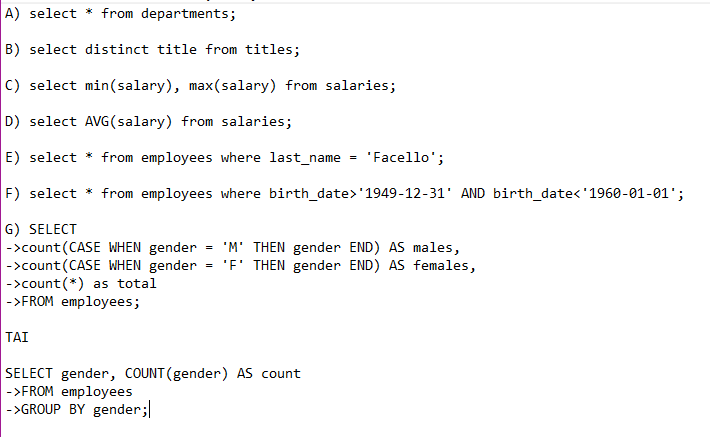 A) select * from departments;
B) select distinct title from titles;
C) select min(salary), max(salary) from salaries;
D) select AVG(salary) from salaries;
E) select * from employees where last_name = 'Facello';
F) select * from employees where birth_date>'1949-12-31' AND birth_date<'1960-01-01';
G) SELECT
->count(CASE WHEN gender = 'M' THEN gender END) AS males,
->count(CASE WHEN gender = 'F' THEN gender END) AS females,
->count(*) as total
->FROM employees;
TAI
SELECT gender, COUNT(gender) AS count
->FROM employees
->GROUP BY gender;